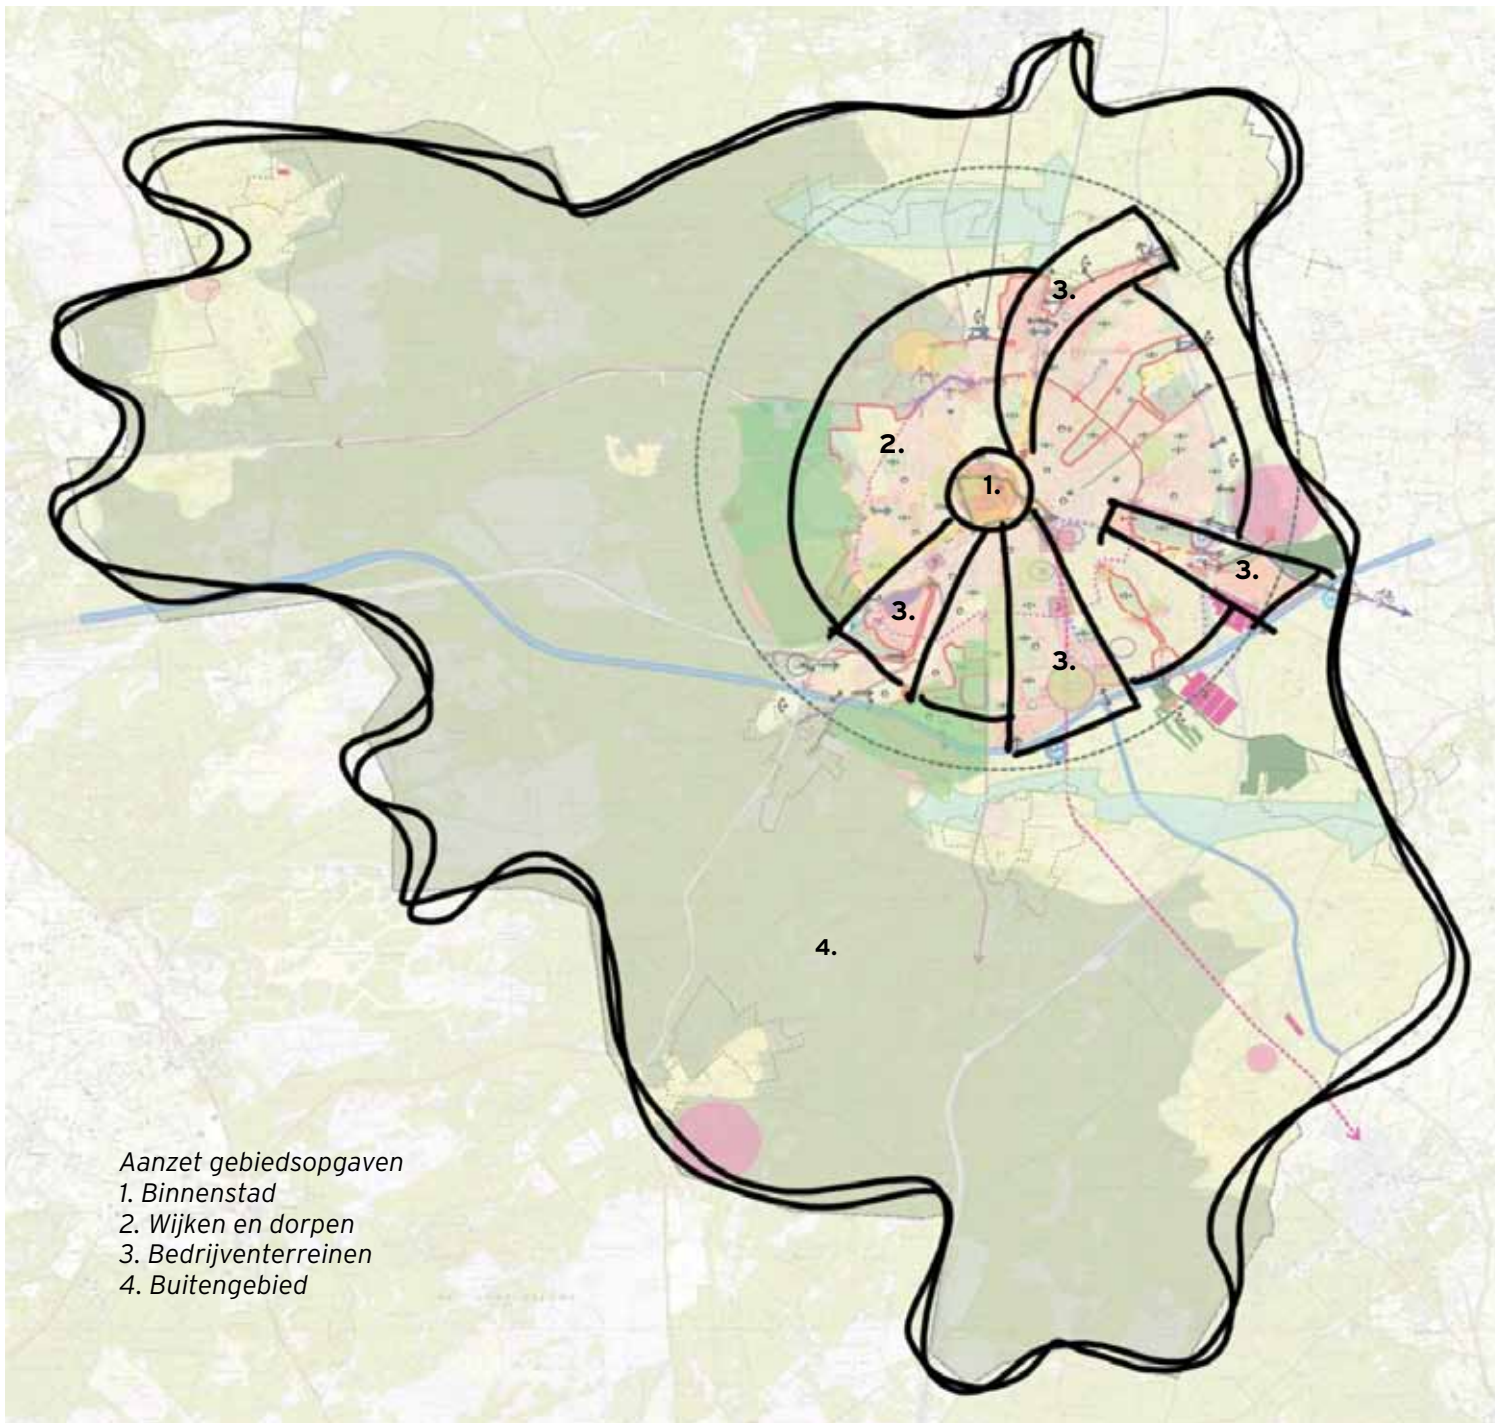 3.
2.
1.
3.
3.
3.
4.
Aanzet gebiedsopgaven
1. Binnenstad
2. Wijken en dorpen
3. Bedrijventerreinen
4. Buitengebied